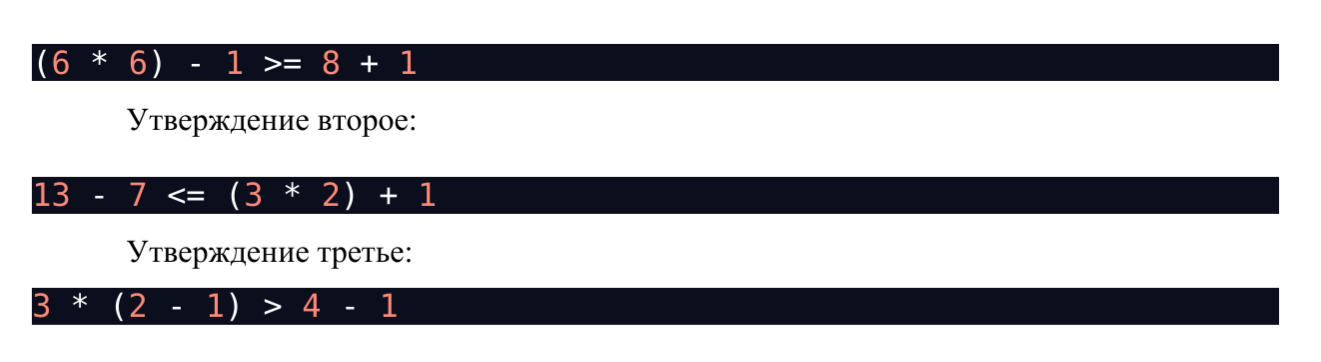 (6 * 6) - 1 >= 8 + 1
Утверждение второе:
13 - 7 <= (3 * 2) + 1
Утверждение третье:
3 * (2 - 1) > 4 - 1